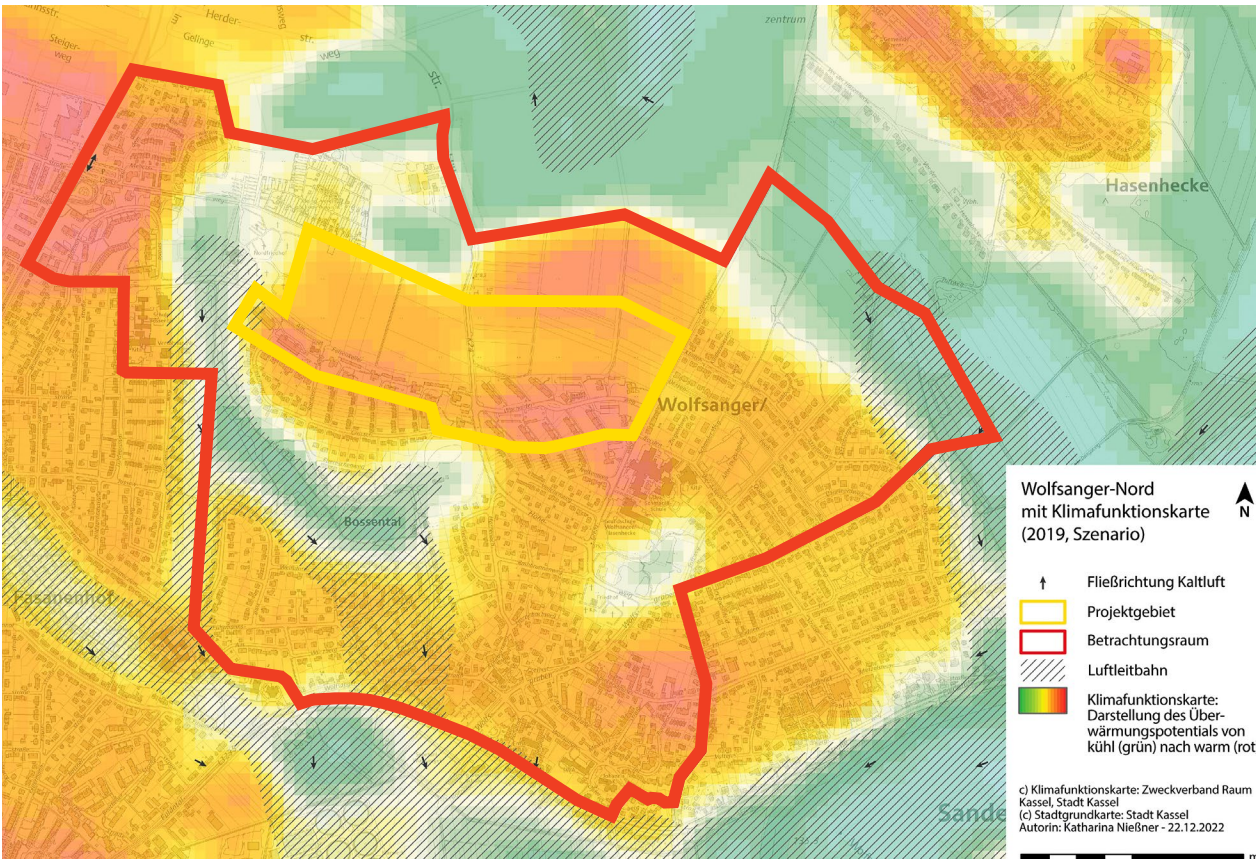 Herder-
str.
Gelinge
Steiger-
weg
weg
str.
zentrum
Hasenhecke
Wolfsanger/
Bossental
Fasanenhof
Sande
Wolfsanger-Nord
mit Klimafunktionskarte
(2019, Szenario)
N
Fließrichtung Kaltluft
Projektgebiet
Betrachtungsraum
Luftleitbahn
Klimafunktionskarte:
Darstellung des Über-
wärmungspotentials von
kühl (grün) nach warm (rot
c) Klimafunktionskarte: Zweckverband Raum
Kassel, Stadt Kassel
(c) Stadtgrundkarte: Stadt Kassel
Autorin: Katharina Nießner - 22.12.2022